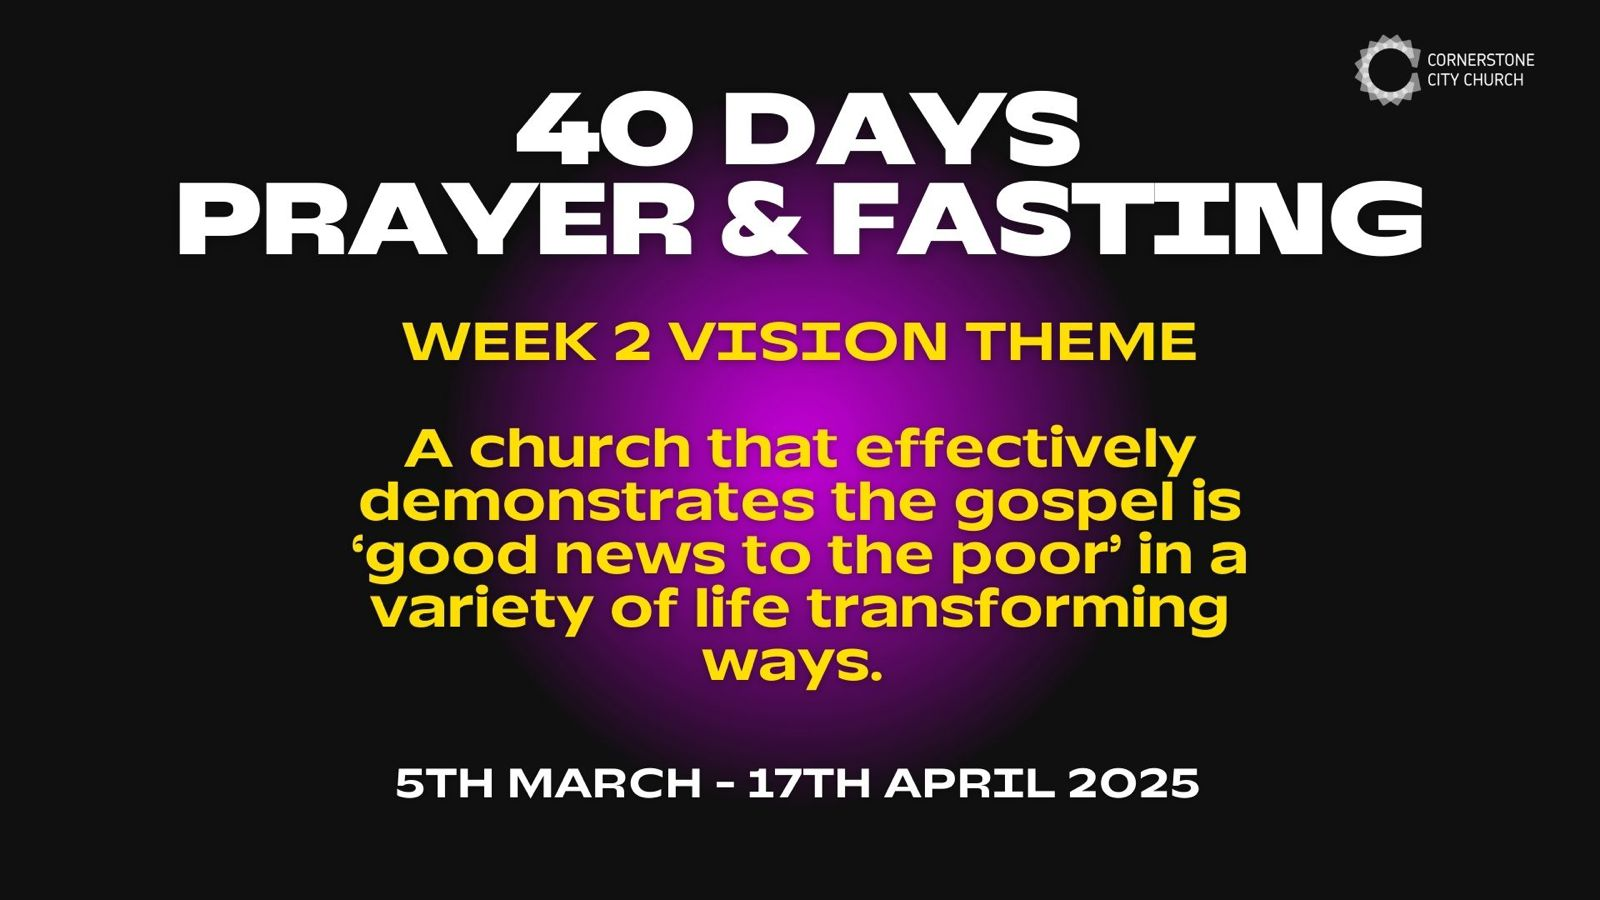 CORNERSTONE
CITY CHURCH
40 DAYS
PRAYER & FASTING
WEEK 2 VISION THEME
A church that effectively
demonstrates the gospel is
‘good news to the poor’ in a
variety of life transforming
ways.
5TH MARCH - 17TH APRIL 2025